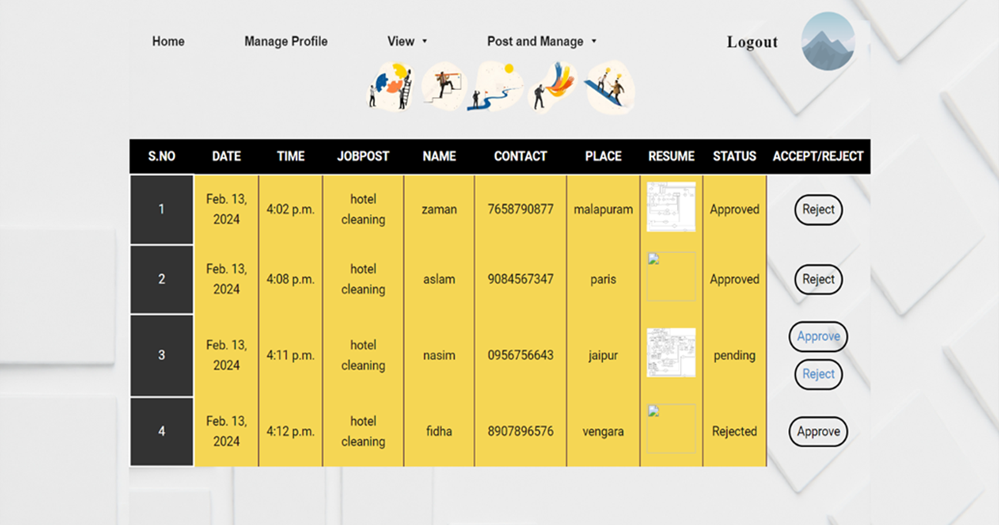 Home Manage Profile View Post and Manage Logout
S.NO DATE TIME JOBPOST NAME CONTACT PLACE RESUME STATUS ACCEPT/REJECT
1 Feb. 13, 2024 4:02 p.m. hotel cleaning zaman 7658790877 malapuram Approved Reject
2 Feb. 13, 2024 4:08 p.m. hotel cleaning aslam 9084567347 paris Approved Reject
3 Feb. 13, 2024 4:11 p.m. hotel cleaning nasim 0956756643 jaipur pending Approve
Reject
4 Feb. 13, 2024 4:12 p.m. hotel cleaning fidha 8907896576 vengara Rejected Approve